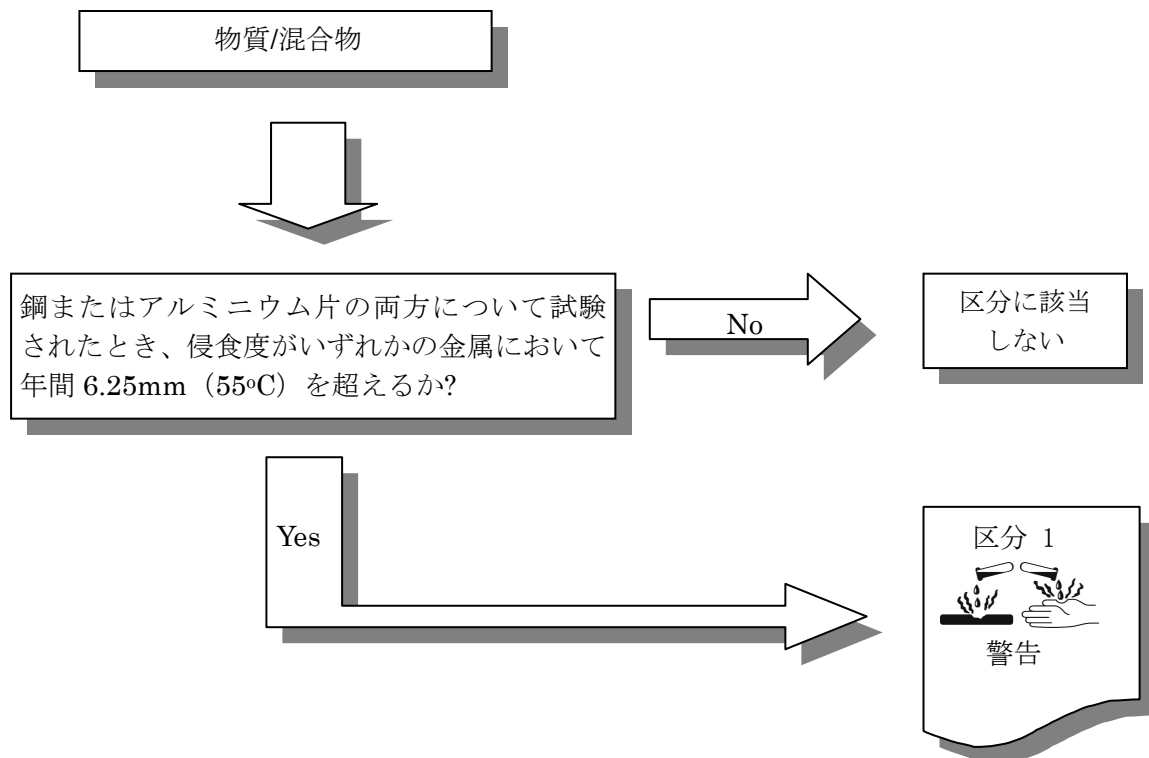 物質/混合物
鋼またはアルミニウム片の両方について試験
されたとき、侵食度がいずれかの金属において
年間 6.25mm（55ºC）を超えるか?
No
区分に該当
しない
Yes
区分 1
警告